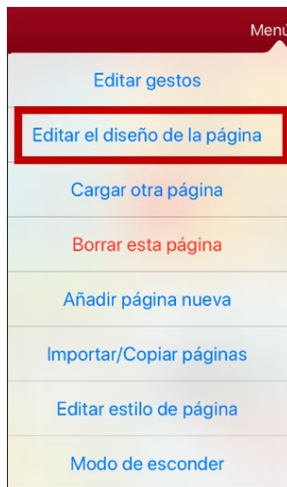 Menú
Editar gestos
Editar el diseño de la página
Cargar otra página
Borrar esta página
Añadir página nueva
Importar/Copiar páginas
Editar estilo de página
Modo de esconder